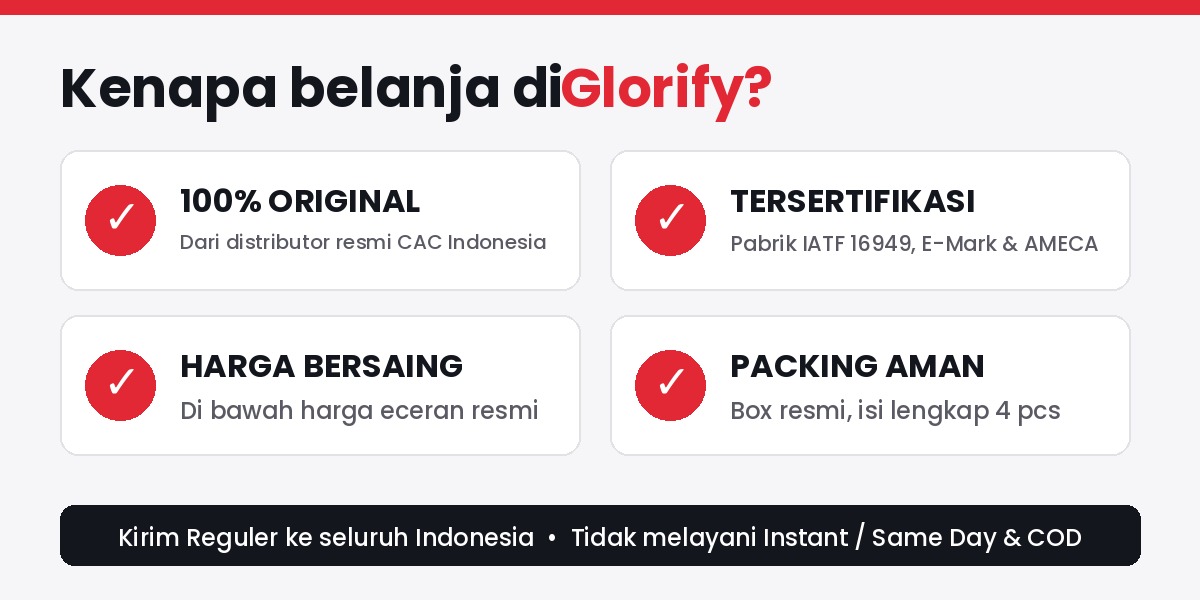 Kenapa belanja diGlorify?
✓ 100% ORIGINAL
Dari distributor resmi CAC Indonesia
✓ TERSERTIFIKASI
Pabrik IATF 16949, E-Mark & AMECA
✓ HARGA BERSAING
Di bawah harga eceran resmi
✓ PACKING AMAN
Box resmi, isi lengkap 4 pcs
Kirim Reguler ke seluruh Indonesia • Tidak melayani Instant / Same Day & COD